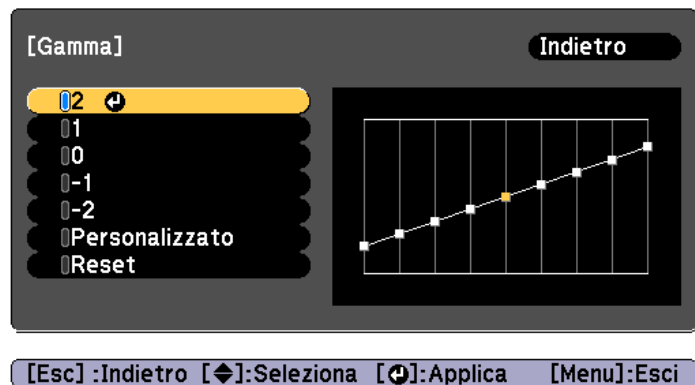 [Gamma]
Indietro
2
1
0
-1
-2
Personalizzato
Reset
[Esc] :Indietro [◆]:Seleziona [↵]:Applica [Menu]:Esci